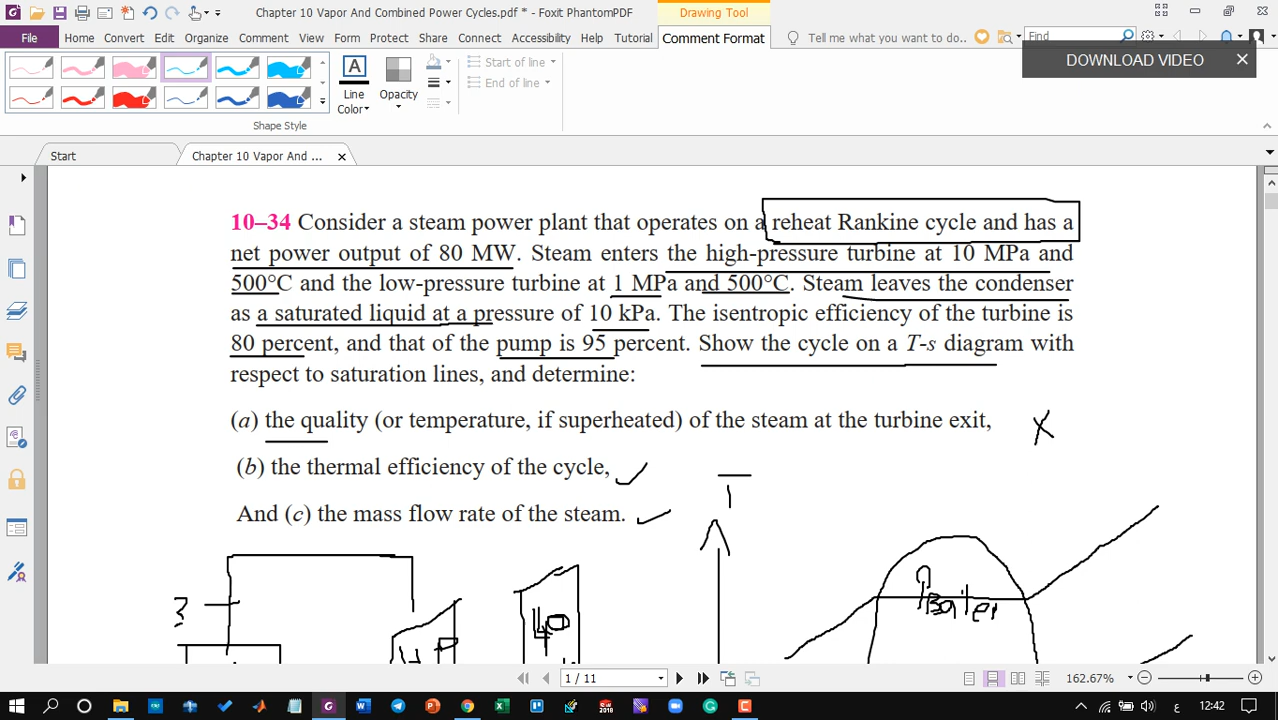 Chapter 10 Vapor And Combined Power Cycles.pdf * - Foxit PhantomPDF
Drawing Tool
File Home Convert Edit Organize Comment View Form Protect Share Connect Accessibility Help Tutorial Comment Format Tell me what you want to do.. Find
DOWNLOAD VIDEO
A
Line Color
Opacity
Start of line
End of line
Shape Style
Start
Chapter 10 Vapor And ...
10–34 Consider a steam power plant that operates on a reheat Rankine cycle and has a
net power output of 80 MW. Steam enters the high-pressure turbine at 10 MPa and
500°C and the low-pressure turbine at 1 MPa and 500°C. Steam leaves the condenser
as a saturated liquid at a pressure of 10 kPa. The isentropic efficiency of the turbine is
80 percent, and that of the pump is 95 percent. Show the cycle on a T-s diagram with
respect to saturation lines, and determine:
(a) the quality (or temperature, if superheated) of the steam at the turbine exit,
(b) the thermal efficiency of the cycle,
And (c) the mass flow rate of the steam.
T
3
Boiler
1 / 11
162.67%
2018
12:42